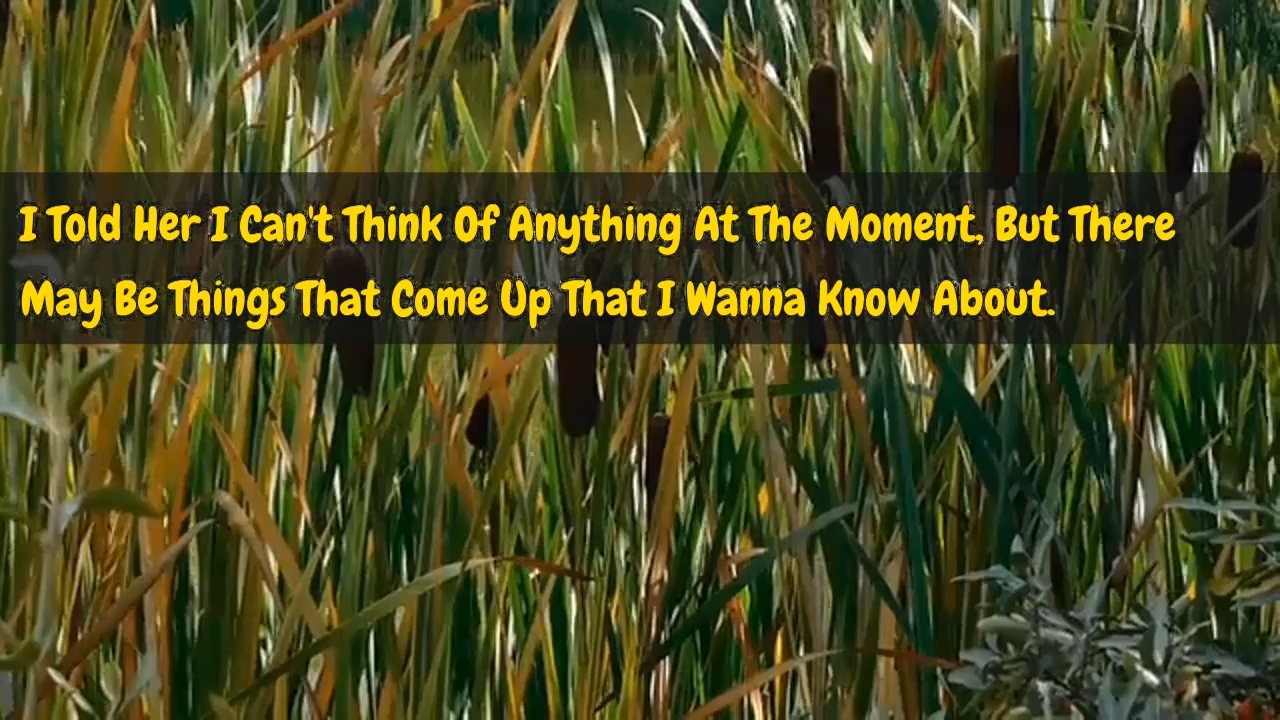 I Told Her I Can't Think Of Anything At The Moment, But There
May Be Things That Come Up That I Wanna Know About.